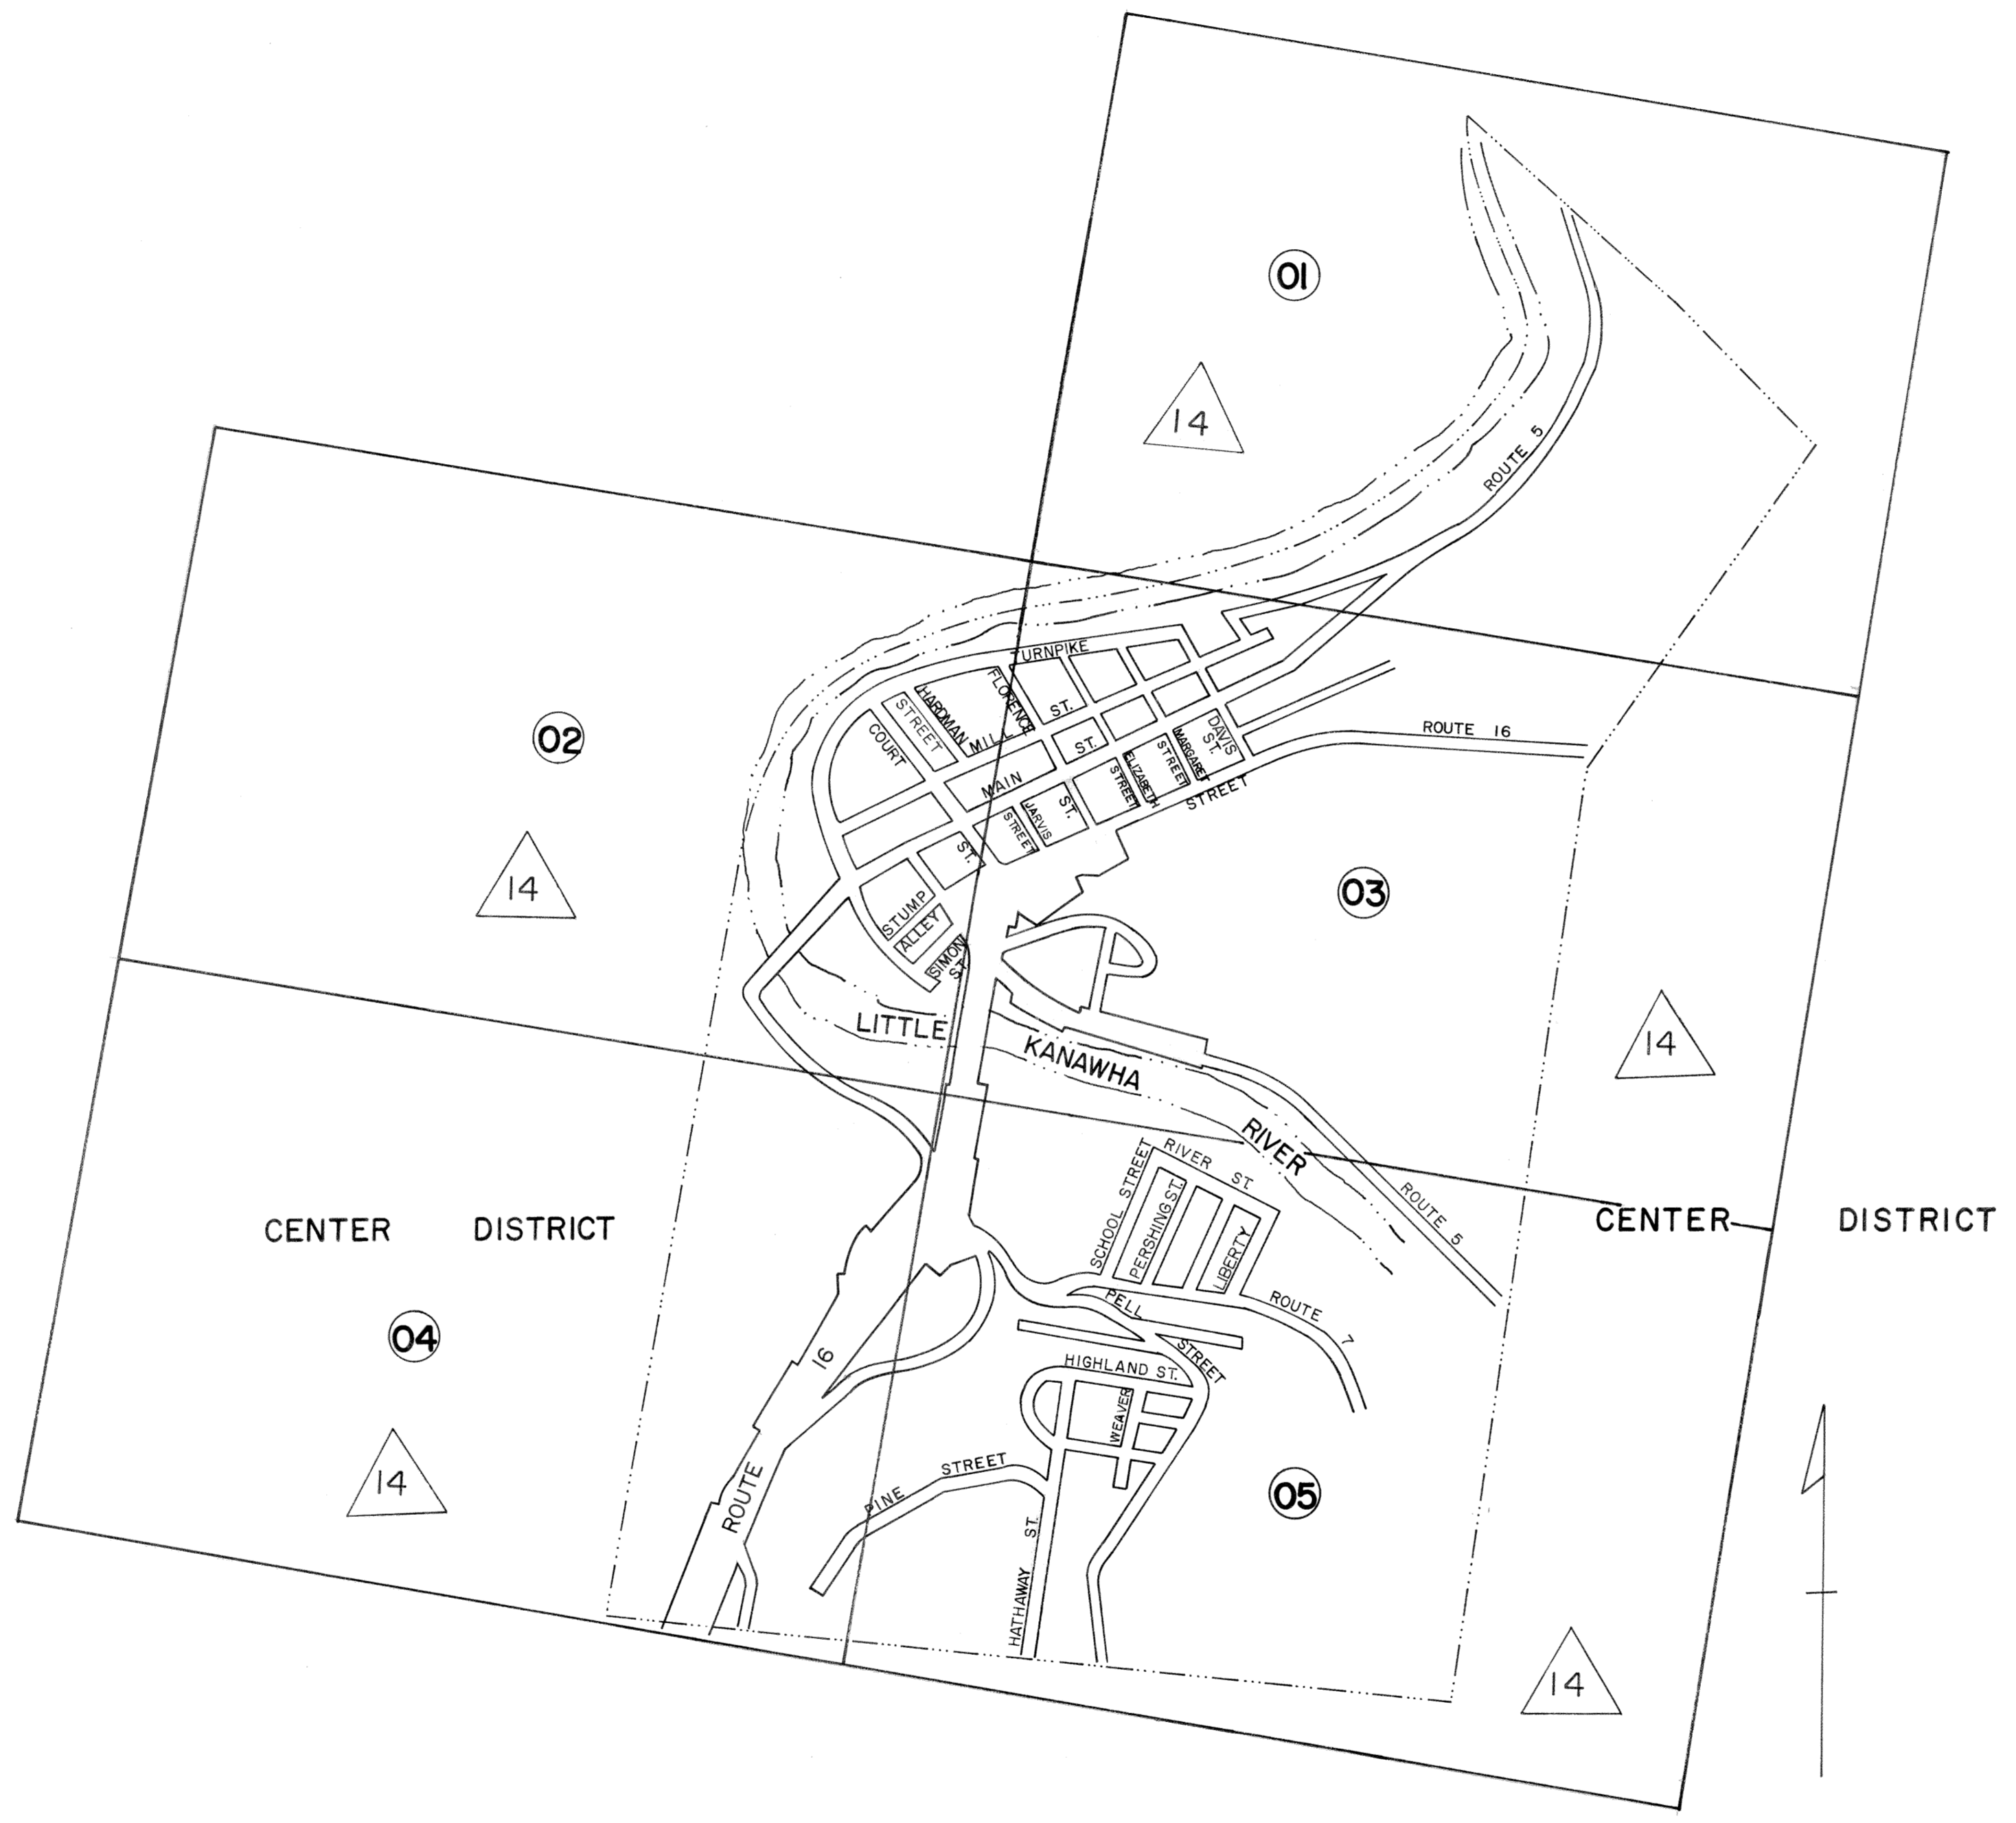 01
14
ROUTE 5
02
14
TURNPIKE
FLORENCE
ST.
HARDMAN
STREET
COURT
MILL
ST.
MAIN
DAVIS
ST.
MARGARET
STREET
ELIZABETH
STREET
STREET
ROUTE 16
JARVIS
ST.
STREET
ST.
STUMP
ALLEY
SIMON
ST.
03
14
LITTLE
KANAWHA
RIVER
CENTER DISTRICT
CENTER DISTRICT
ROUTE 5
RIVER ST.
SCHOOL STREET
PERSHING ST.
LIBERTY
PELL
STREET
ROUTE 7
04
14
16
ROUTE
HIGHLAND ST.
WEAVER
PINE STREET
HATHAWAY ST.
05
14